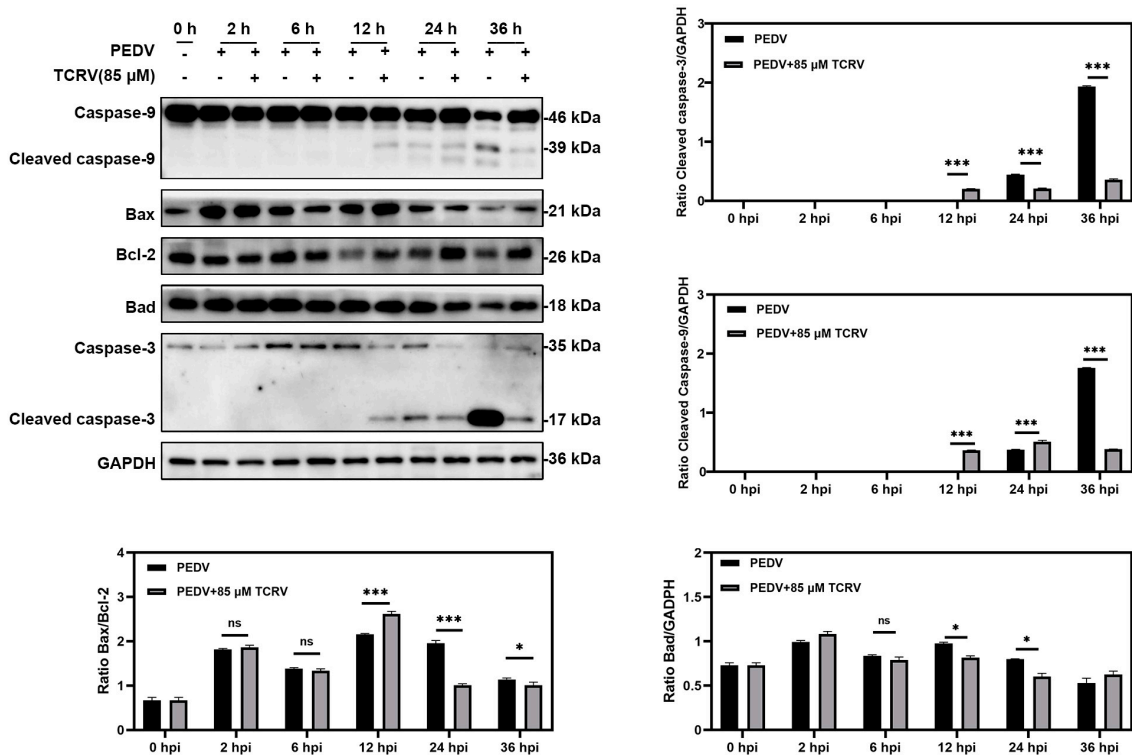 0 h 2 h 6 h 12 h 24 h 36 h
PEDV - + + + + + + + + + +
TCRV(85 μM) - - + - + - + - + - +
Caspase-9 -46 kDa
-39 kDa
Cleaved caspase-9
Bax -21 kDa
Bcl-2 -26 kDa
Bad -18 kDa
Caspase-3 -35 kDa
Cleaved caspase-3 -17 kDa
GAPDH -36 kDa
Ratio Cleaved caspase-3/GAPDH
3
2
1
0
PEDV
PEDV+85 μM TCRV
*** *** ***
0 hpi 2 hpi 6 hpi 12 hpi 24 hpi 36 hpi
Ratio Cleaved Caspase-9/GAPDH
3
2
1
0
PEDV
PEDV+85 μM TCRV
*** *** ***
0 hpi 2 hpi 6 hpi 12 hpi 24 hpi 36 hpi
Ratio Bax/Bcl-2
4
3
2
1
0
PEDV
PEDV+85 μM TCRV
ns ns *** *** *
0 hpi 2 hpi 6 hpi 12 hpi 24 hpi 36 hpi
Ratio Bad/GADPH
2
1.5
1
0.5
0
PEDV
PEDV+85 μM TCRV
ns * *
0 hpi 2 hpi 6 hpi 12 hpi 24 hpi 36 hpi